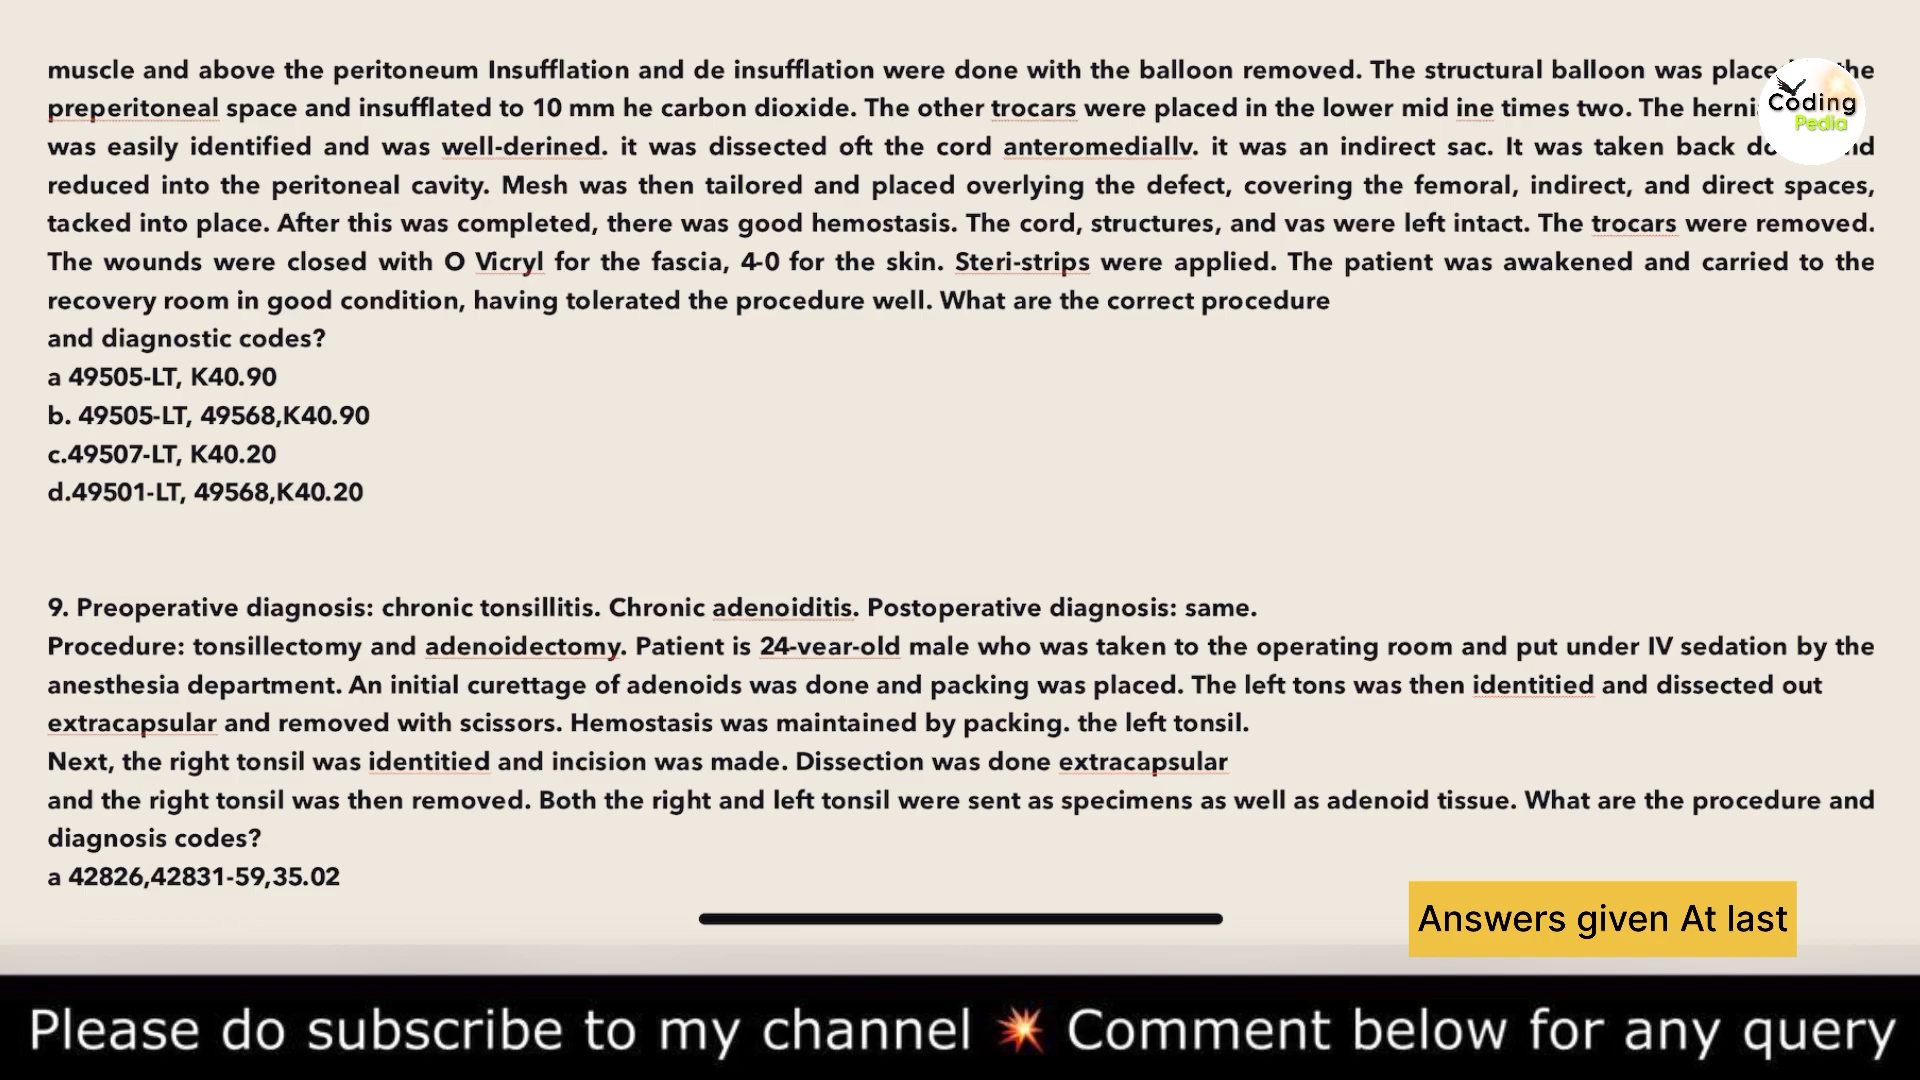 muscle and above the peritoneum Insufflation and de insufflation were done with the balloon removed. The structural balloon was place the
preperitoneal space and insufflated to 10 mm he carbon dioxide. The other trocars were placed in the lower mid ine times two. The herni
was easily identified and was well-derined. it was dissected oft the cord anteromediallv. it was an indirect sac. It was taken back
reduced into the peritoneal cavity. Mesh was then tailored and placed overlying the defect, covering the femoral, indirect, and direct spaces,
tacked into place. After this was completed, there was good hemostasis. The cord, structures, and vas were left intact. The trocars were removed.
The wounds were closed with O Vicryl for the fascia, 4-0 for the skin. Steri-strips were applied. The patient was awakened and carried to the
recovery room in good condition, having tolerated the procedure well. What are the correct procedure
and diagnostic codes?
a 49505-LT, K40.90
b. 49505-LT, 49568,K40.90
c.49507-LT, K40.20
d.49501-LT, 49568,K40.20
9. Preoperative diagnosis: chronic tonsillitis. Chronic adenoiditis. Postoperative diagnosis: same.
Procedure: tonsillectomy and adenoidectomy. Patient is 24-vear-old male who was taken to the operating room and put under IV sedation by the
anesthesia department. An initial curettage of adenoids was done and packing was placed. The left tons was then identitied and dissected out
extracapsular and removed with scissors. Hemostasis was maintained by packing. the left tonsil.
Next, the right tonsil was identitied and incision was made. Dissection was done extracapsular
and the right tonsil was then removed. Both the right and left tonsil were sent as specimens as well as adenoid tissue. What are the procedure and
diagnosis codes?
a 42826,42831-59,35.02
Coding
Pedia
Answers given At last
Please do subscribe to my channel 💥 Comment below for any query